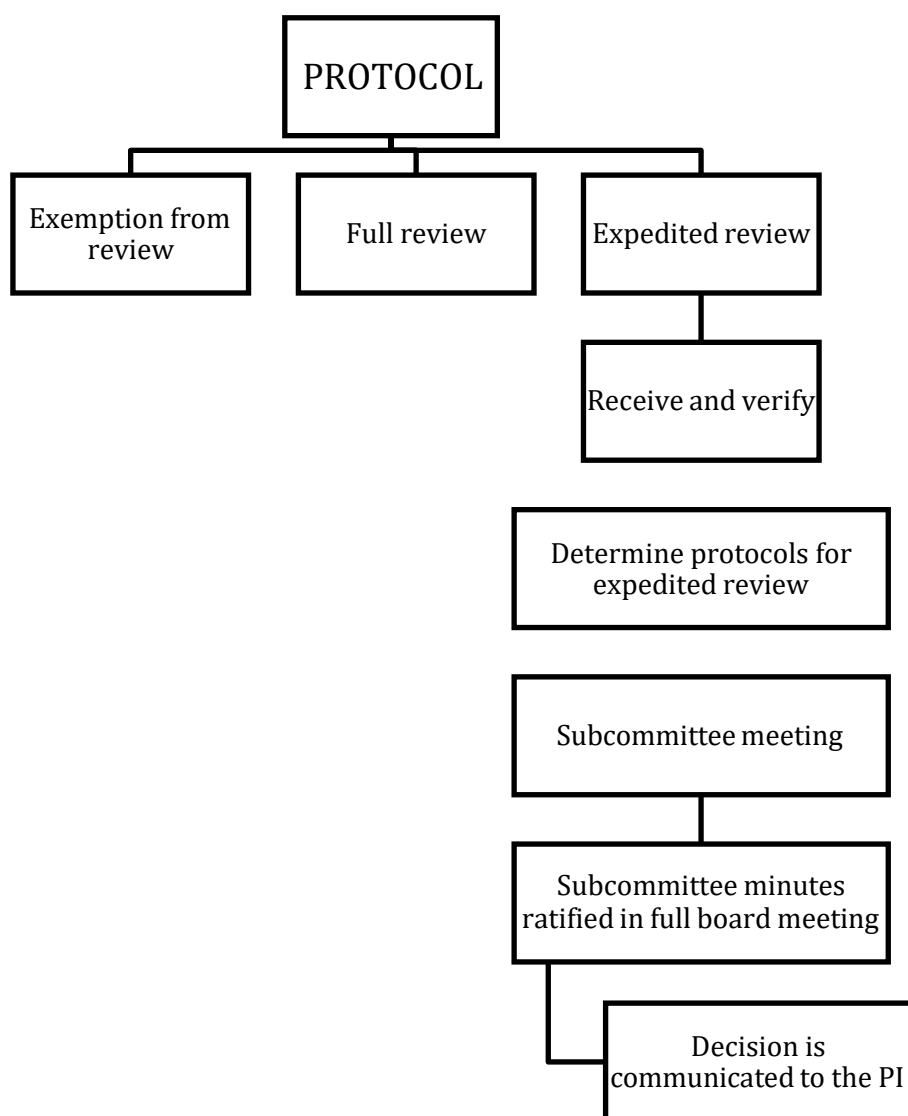 PROTOCOL
Exemption from
review
Full review
Expedited review
Receive and verify
Determine protocols for
expedited review
Subcommittee meeting
Subcommittee minutes
ratified in full board meeting
Decision is
communicated to the PI